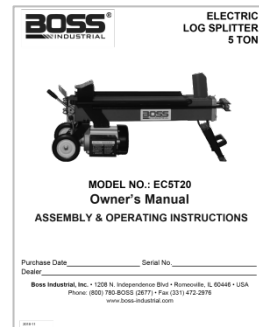 BOSS®
INDUSTRIAL
ELECTRIC
LOG SPLITTER
5 TON
BOSS
MODEL NO.: EC5T20
Owner's Manual
ASSEMBLY & OPERATING INSTRUCTIONS
Purchase Date Serial No.
Dealer
Boss Industrial, Inc. • 1208 N. Independence Blvd • Romeoville, IL 60446 • USA
Phone: (800) 780-BOSS (2677) • Fax (331) 472-2976
www.boss-industrial.com